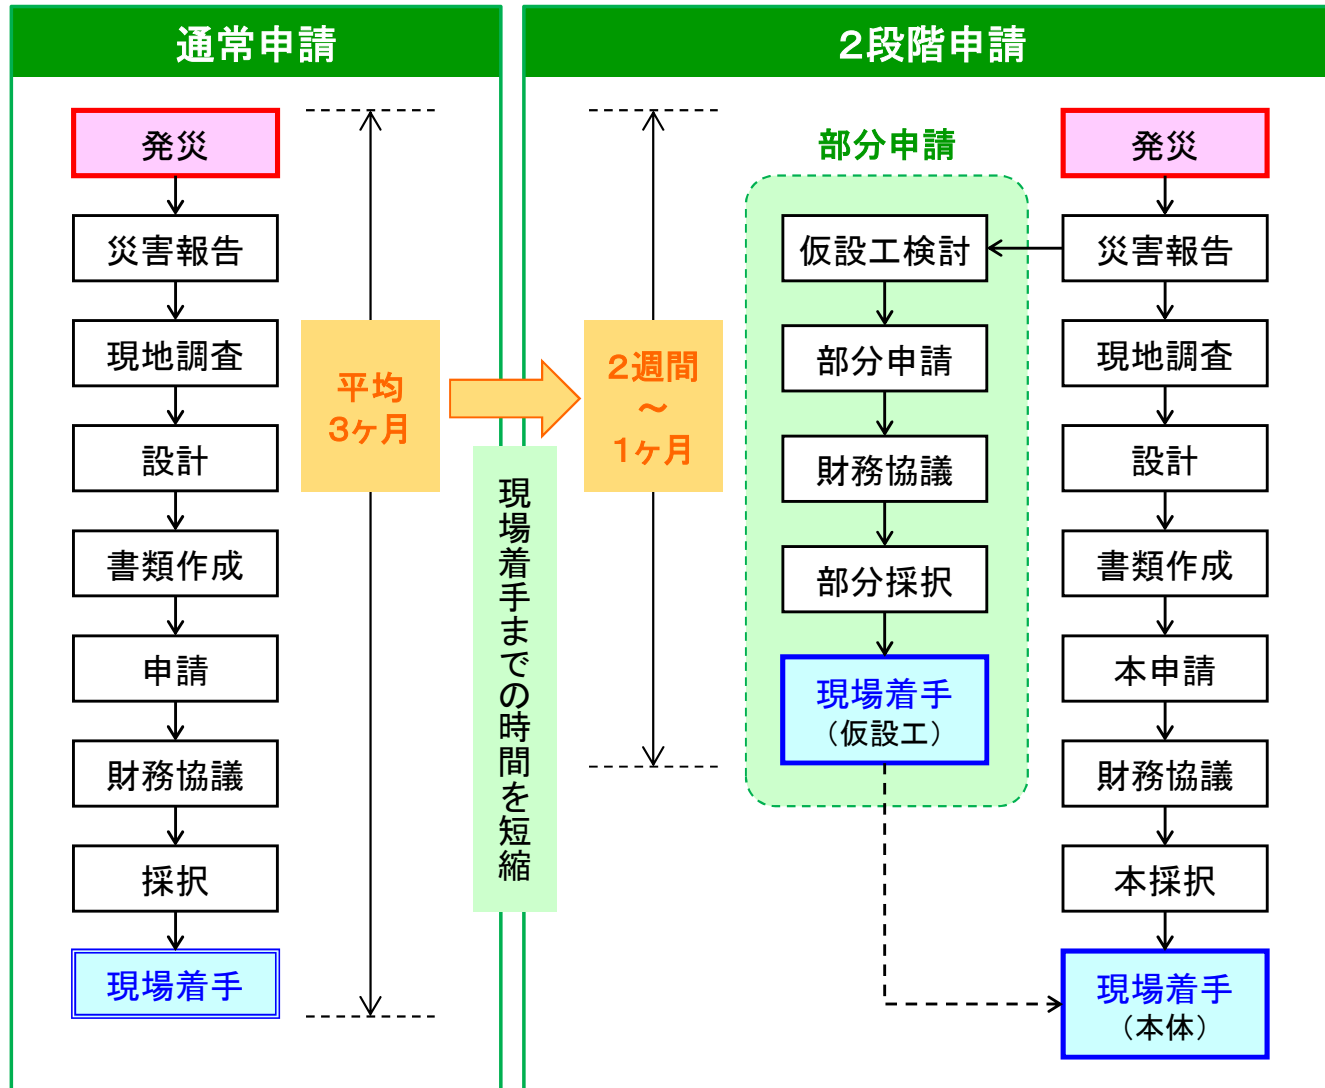 通常申請
発災
災害報告
現地調査
設計
書類作成
申請
財務協議
採択
現場着手
平均
3ヶ月
現場着手までの時間を短縮
2段階申請
2週間
～
1ヶ月
部分申請
仮設工検討
部分申請
財務協議
部分採択
現場着手
（仮設工）
発災
災害報告
現地調査
設計
書類作成
本申請
財務協議
本採択
現場着手
（本体）